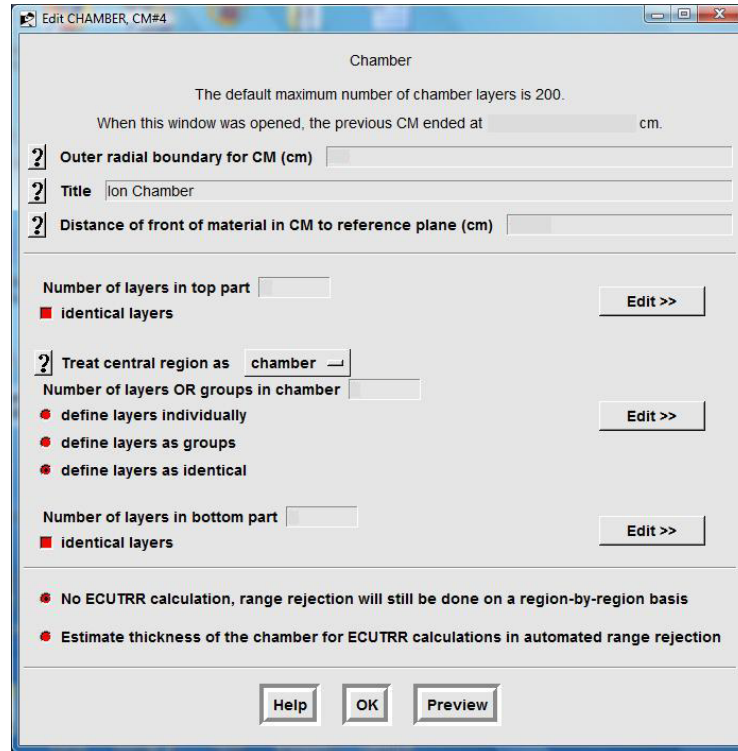 Edit CHAMBER, CM#4
Chamber
The default maximum number of chamber layers is 200.
When this window was opened, the previous CM ended at cm.
? Outer radial boundary for CM (cm)
? Title Ion Chamber
? Distance of front of material in CM to reference plane (cm)
Number of layers in top part
identical layers
Edit >>
? Treat central region as chamber
Number of layers OR groups in chamber
define layers individually
Edit >>
define layers as groups
define layers as identical
Number of layers in bottom part
identical layers
Edit >>
No ECUTRR calculation, range rejection will still be done on a region-by-region basis
Estimate thickness of the chamber for ECUTRR calculations in automated range rejection
Help OK Preview